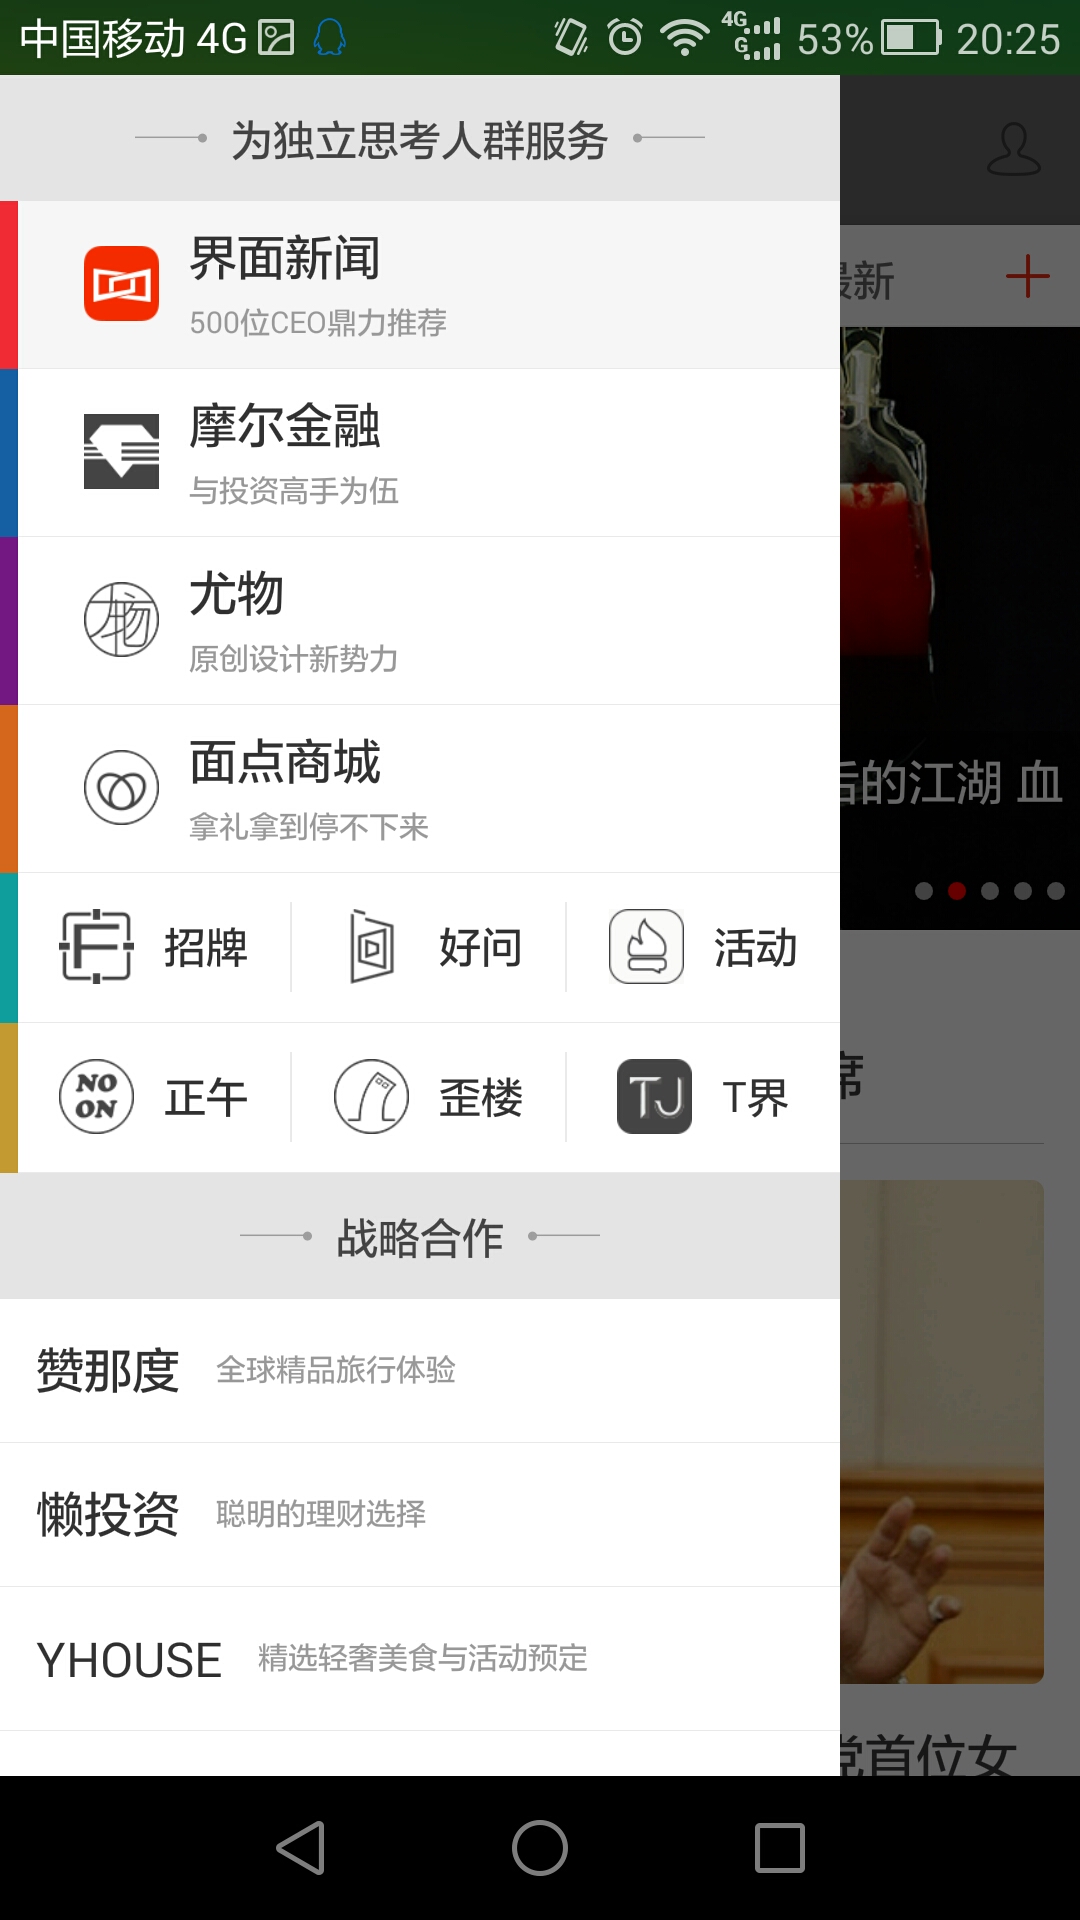 中国移动 4G 4G G 53% 20:25
为独立思考人群服务
界面新闻
500位CEO鼎力推荐
最新
摩尔金融
与投资高手为伍
尤物
原创设计新势力
面点商城
拿礼拿到停不下来
后的江湖 血
招牌 好问 活动
NO ON 正午 歪楼 TJ T界
席
战略合作
赞那度 全球精品旅行体验
懒投资 聪明的理财选择
YHOUSE 精选轻奢美食与活动预定
党首位女